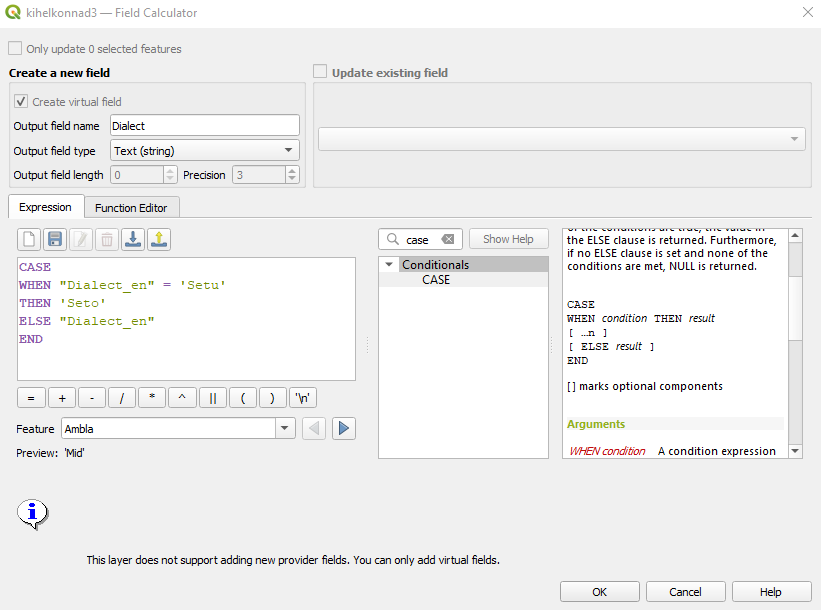 kihelkonnad3 — Field Calculator
Only update 0 selected features
Create a new field
Update existing field
Create virtual field
Output field name Dialect
Output field type Text (string)
Output field length 0 Precision 3
Expression Function Editor
case Show Help
CASE
WHEN "Dialect_en" = 'Setu'
THEN 'Seto'
ELSE "Dialect_en"
END
= + - / * ^ || ( ) '\n'
Feature Ambla
Preview: 'Mid'
Conditionals
CASE
of the conditions are true, the value in
the ELSE clause is returned. Furthermore,
if no ELSE clause is set and none of the
conditions are met, NULL is returned.
CASE
WHEN condition THEN result
[ …n ]
[ ELSE result ]
END
[ ] marks optional components
Arguments
WHEN condition A condition expression
This layer does not support adding new provider fields. You can only add virtual fields.
OK Cancel Help